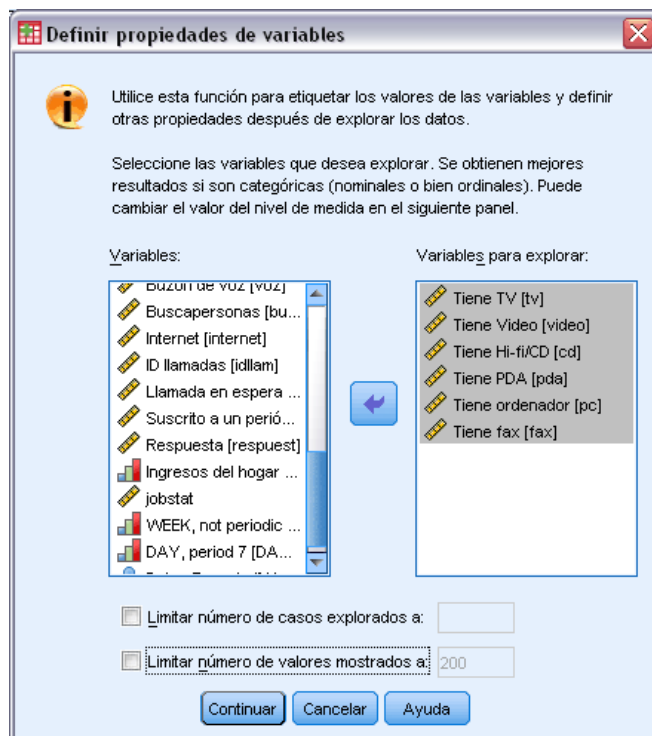 Definir propiedades de variables
Utilice esta función para etiquetar los valores de las variables y definir
otras propiedades después de explorar los datos.
Seleccione las variables que desea explorar. Se obtienen mejores
resultados si son categóricas (nominales o bien ordinales). Puede
cambiar el valor del nivel de medida en el siguiente panel.
Variables:
Buzón de voz [voz]
Buscapersonas [bu...
Internet [internet]
ID llamadas [idllam]
Llamada en espera ...
Suscrito a un perió...
Respuesta [respuest]
Ingresos del hogar ...
jobstat
WEEK, not periodic ...
DAY, period 7 [DA...
Variables para explorar:
Tiene TV [tv]
Tiene Video [video]
Tiene Hi-fi/CD [cd]
Tiene PDA [pda]
Tiene ordenador [pc]
Tiene fax [fax]
Limitar número de casos explorados a:
Limitar número de valores mostrados a: 200
Continuar Cancelar Ayuda